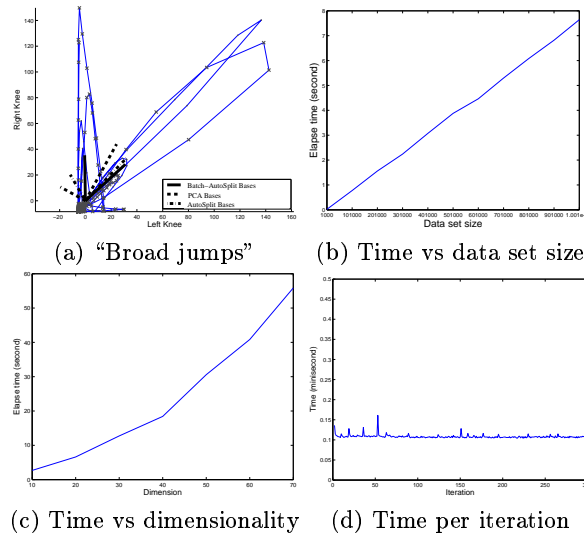 140
120
100
80
60
40
20
0
Right Knee
−20 0 20 40 60 80 100 120 140 160
Left Knee
Batch−AutoSplit Bases
PCA Bases
AutoSplit Bases
(a) "Broad jumps"
8
7
6
5
4
3
2
1
0
Elapse time (second)
1000 101000 201000 301000 401000 501000 601000 701000 801000 901000 1.001e+
Data set size
(b) Time vs data set size
60
50
40
30
20
10
0
Elapse time (second)
10 20 30 40 50 60 70
Dimension
(c) Time vs dimensionality
0.5
0.45
0.4
0.35
0.3
0.25
0.2
0.15
0.1
0.05
0
Time (minisecond)
0 50 100 150 200 250
Iteration
(d) Time per iteration